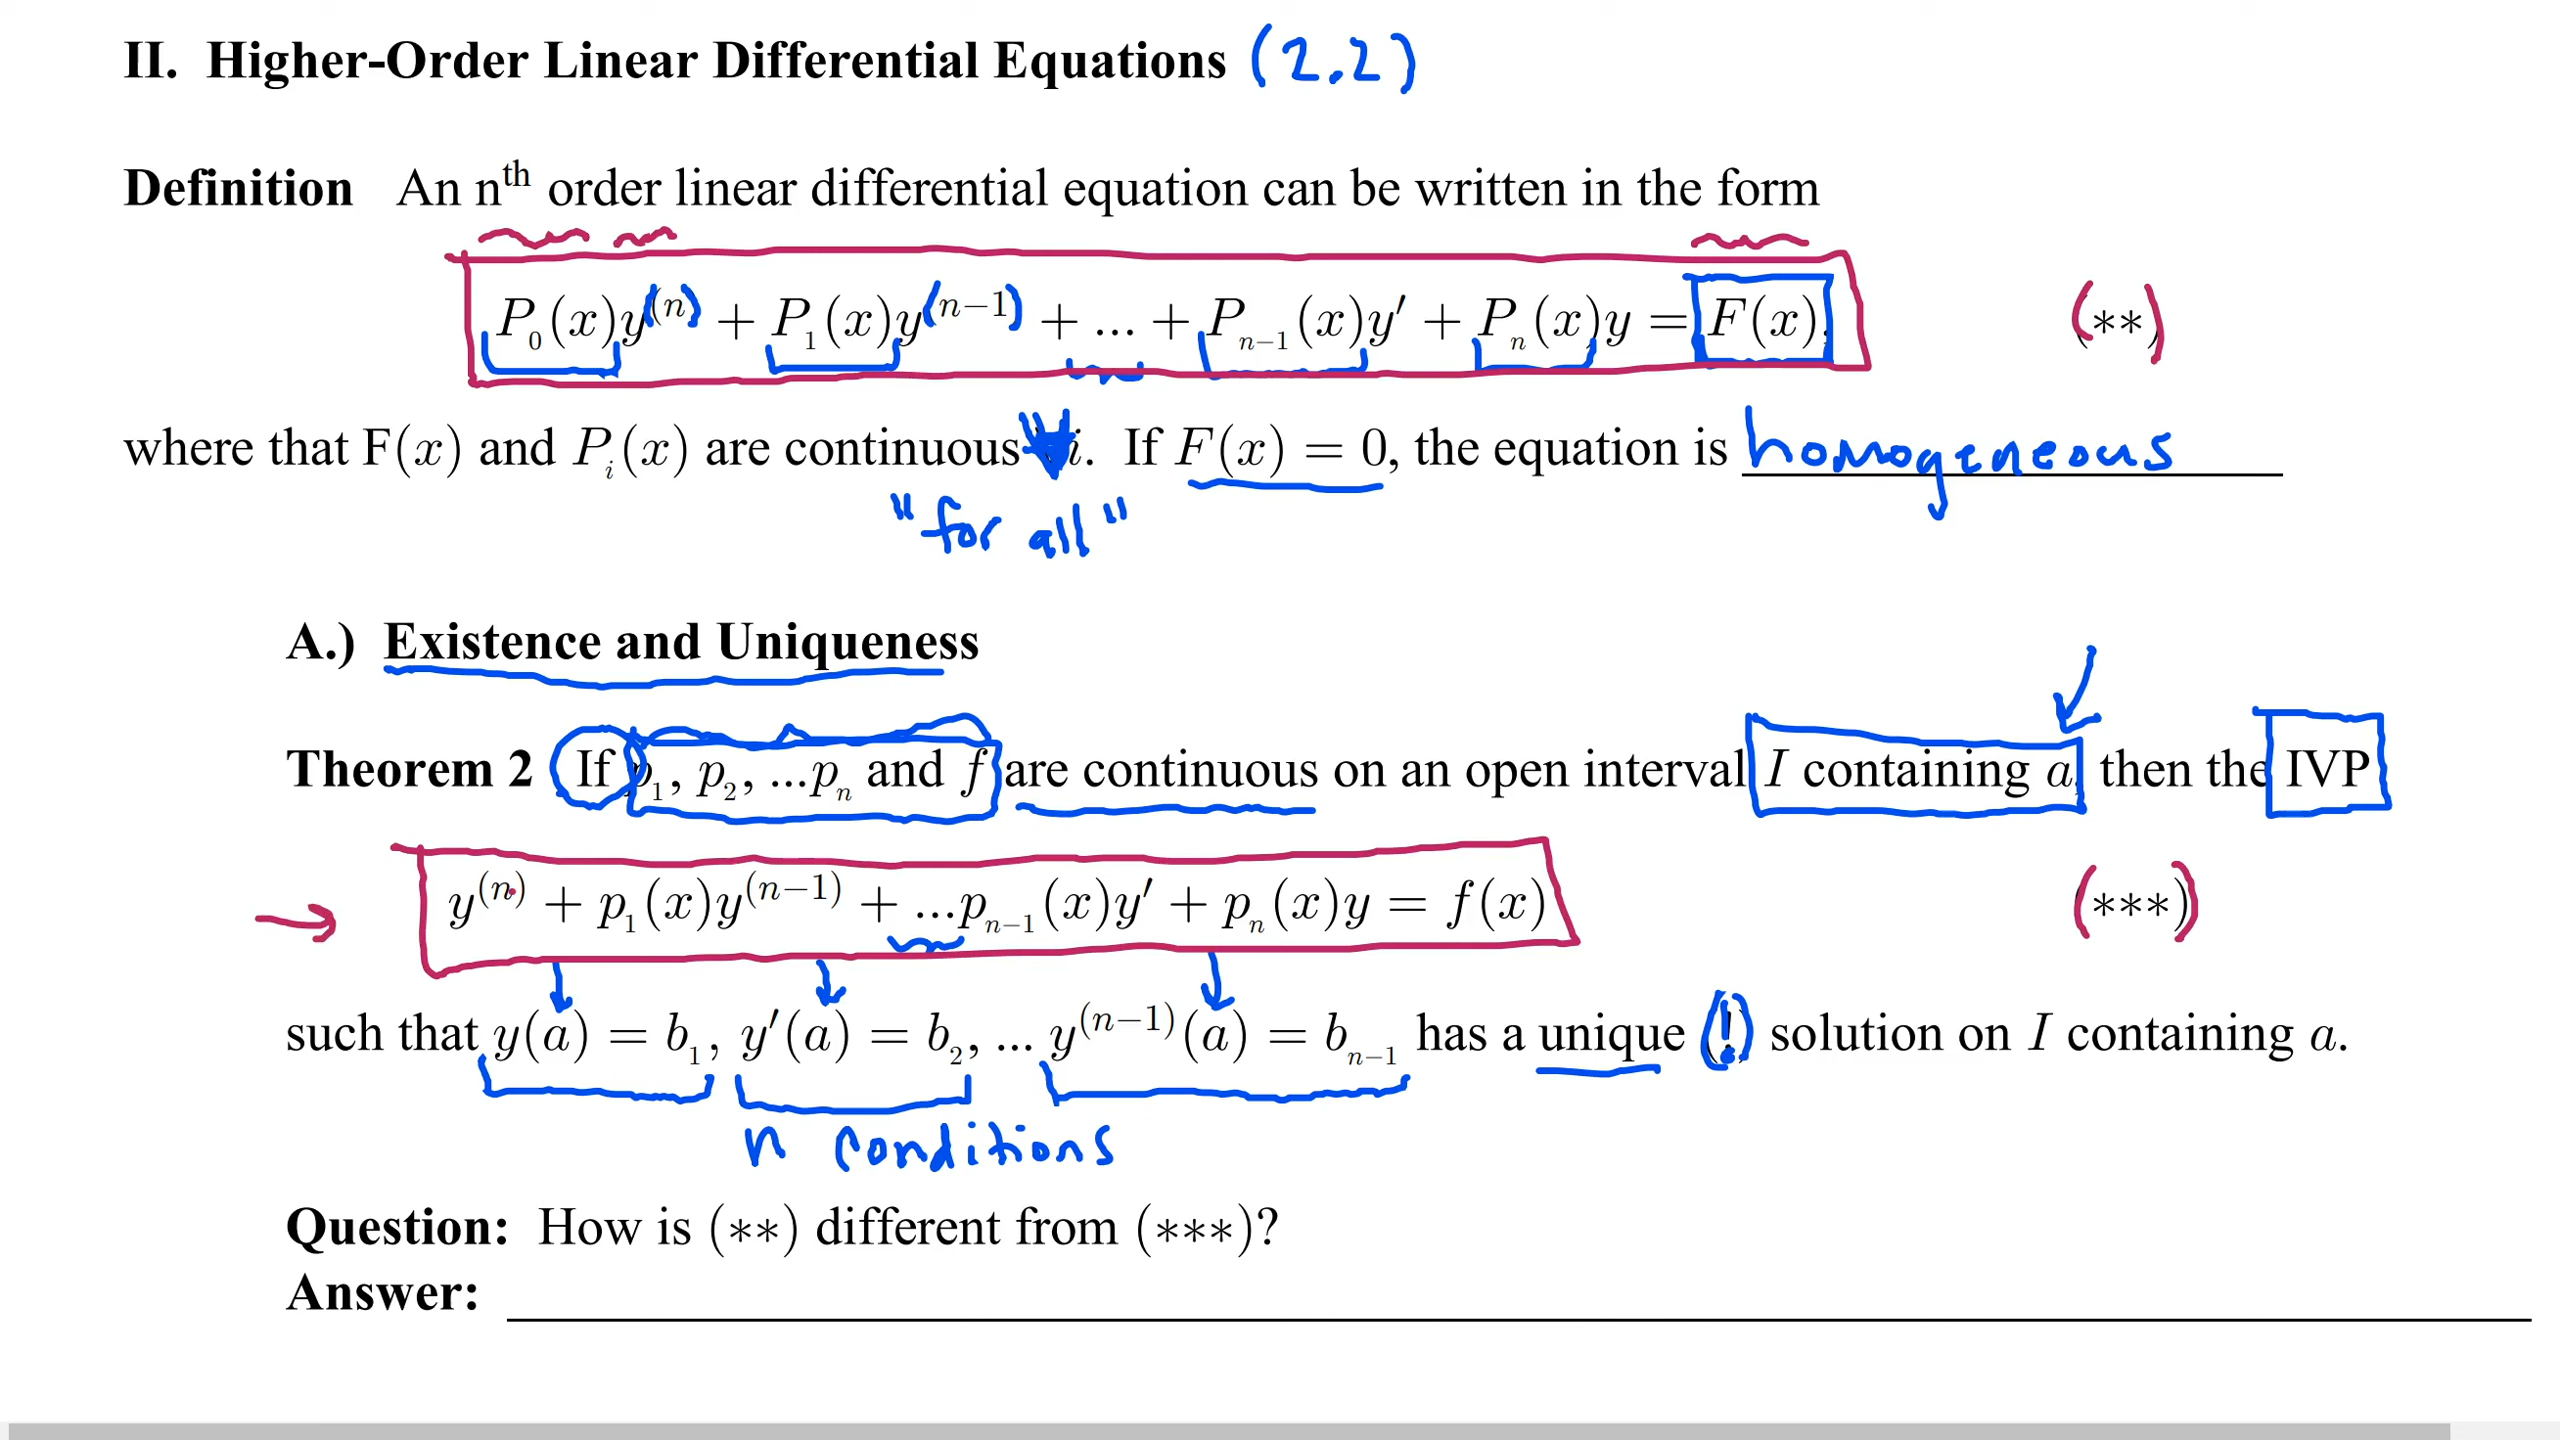 II. Higher-Order Linear Differential Equations (2.2)
Definition An nᵗʰ order linear differential equation can be written in the form
P₀(x)y⁽ⁿ⁾ + P₁(x)y⁽ⁿ⁻¹⁾ + ... + Pₙ₋₁(x)y′ + Pₙ(x)y = F(x), (**)
where that F(x) and Pᵢ(x) are continuous ∀i. If F(x) = 0, the equation is homogeneous
"for all"
A.) Existence and Uniqueness
Theorem 2 If p₁, p₂, ...pₙ and f are continuous on an open interval I containing a, then the IVP
y⁽ⁿ⁾ + p₁(x)y⁽ⁿ⁻¹⁾ + ...pₙ₋₁(x)y′ + pₙ(x)y = f(x) (***)
such that y(a) = b₁, y′(a) = b₂, ... y⁽ⁿ⁻¹⁾(a) = bₙ₋₁ has a unique (!) solution on I containing a.
n conditions
Question: How is (**) different from (***)?
Answer: